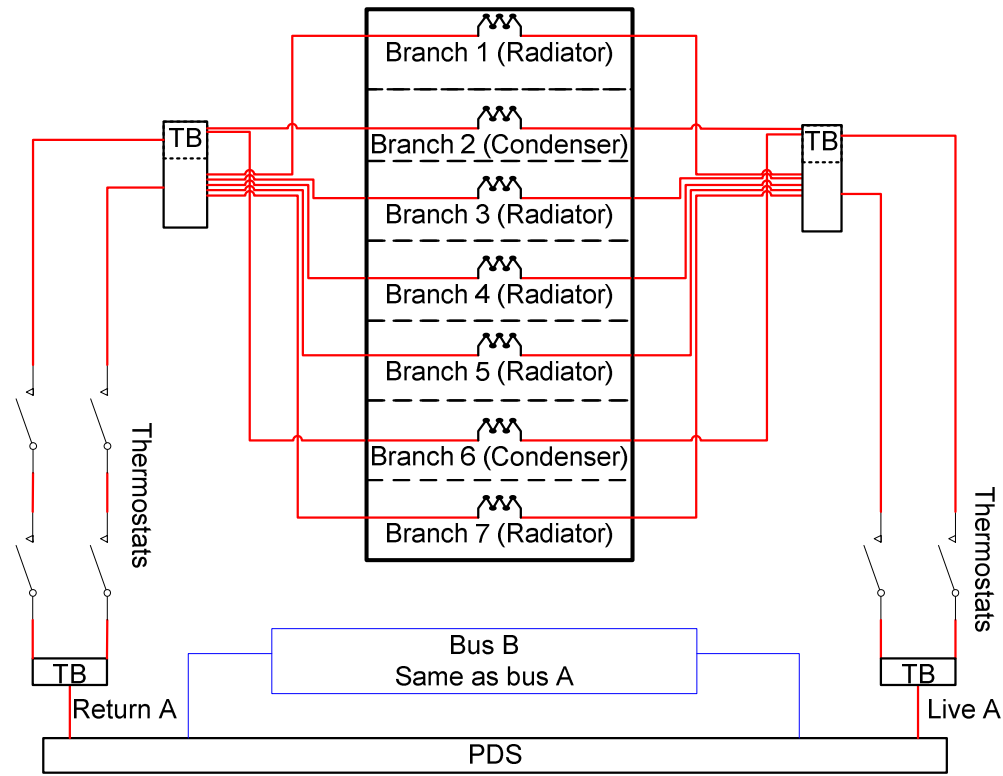 Branch 1 (Radiator)
TB
Branch 2 (Condenser)
TB
Branch 3 (Radiator)
Branch 4 (Radiator)
Branch 5 (Radiator)
Thermostats
Branch 6 (Condenser)
Thermostats
Branch 7 (Radiator)
Bus B
Same as bus A
TB
TB
Return A
Live A
PDS